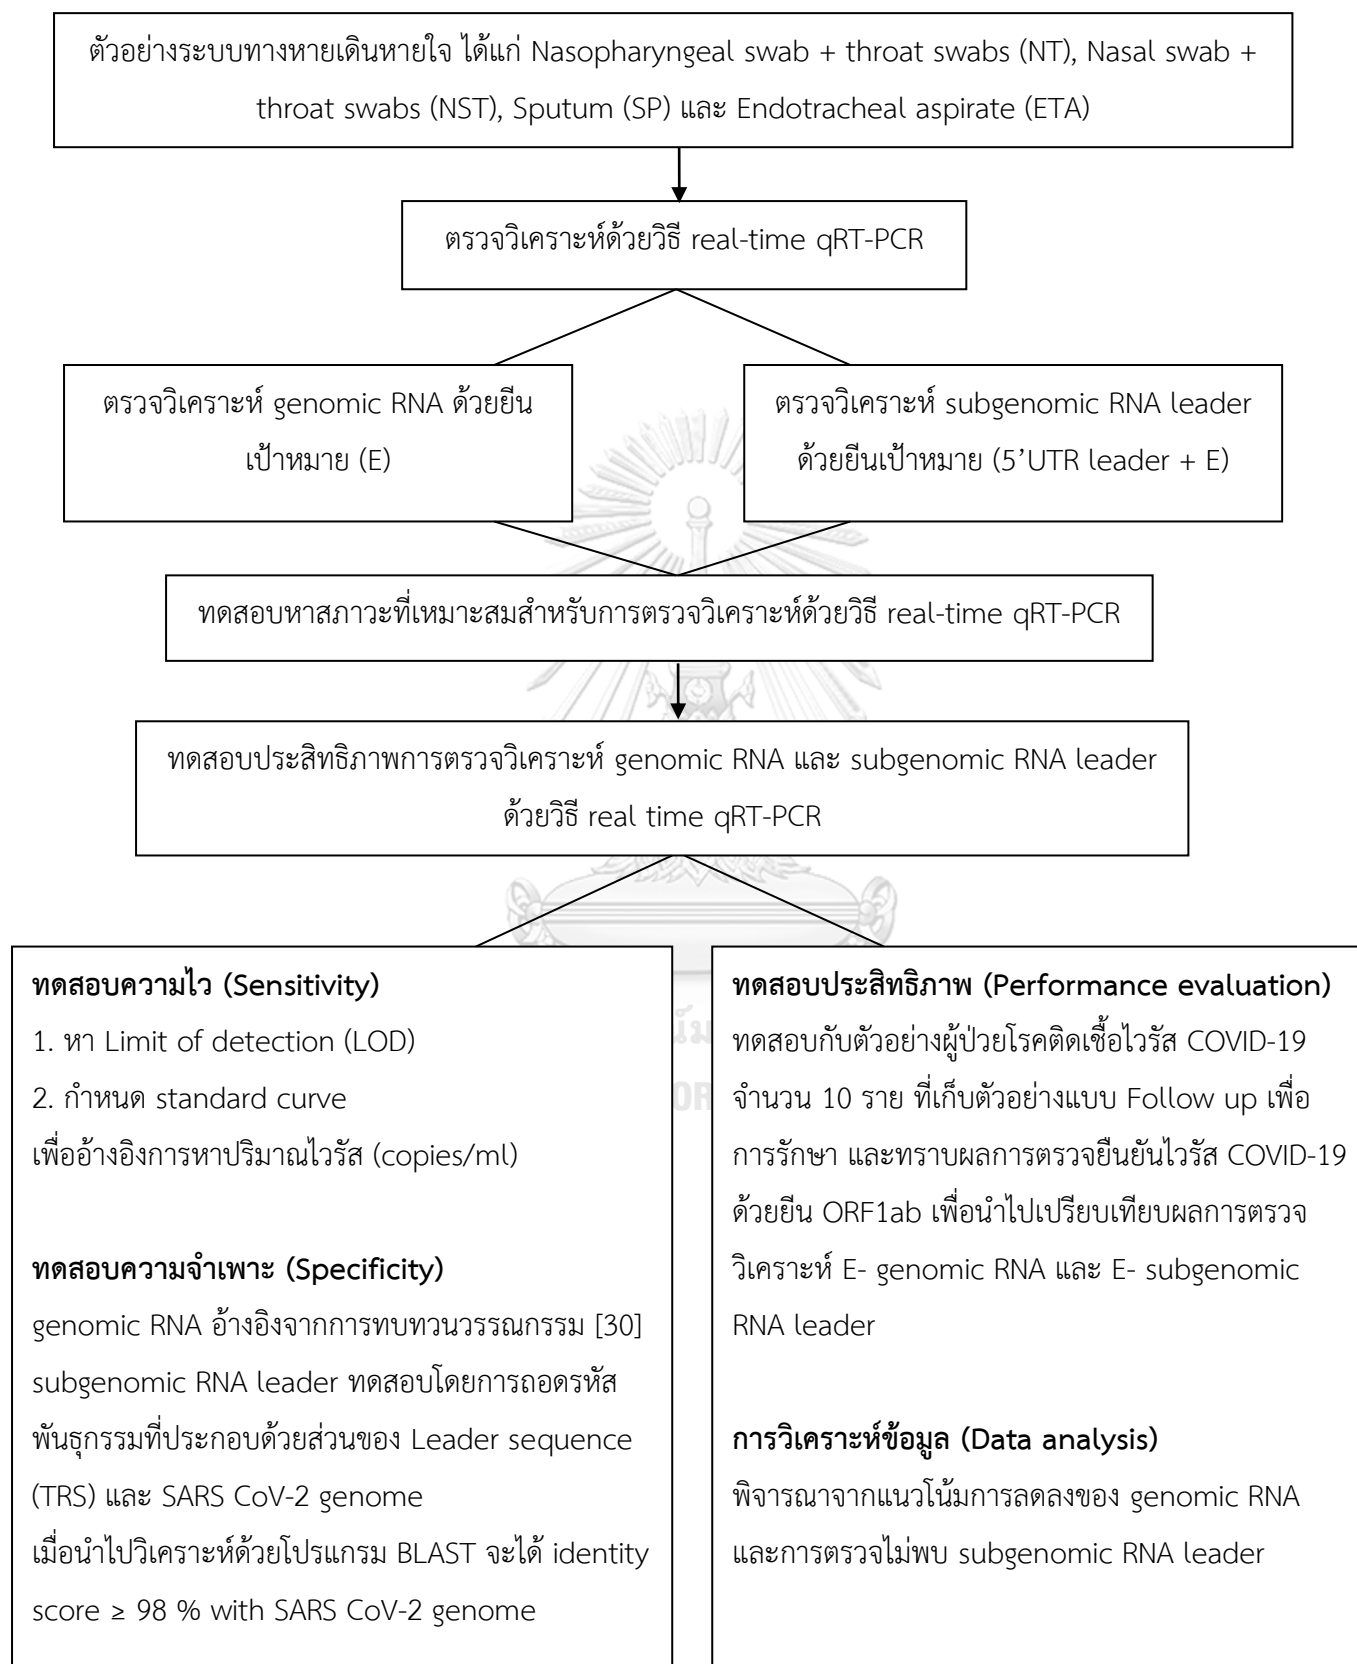 ตัวอย่างระบบทางหายเดินหายใจ ได้แก่ Nasopharyngeal swab + throat swabs (NT), Nasal swab +
throat swabs (NST), Sputum (SP) และ Endotracheal aspirate (ETA)
ตรวจวิเคราะห์ด้วยวิธี real-time qRT-PCR
ตรวจวิเคราะห์ genomic RNA ด้วยยีน
เป้าหมาย (E)
ตรวจวิเคราะห์ subgenomic RNA leader
ด้วยยีนเป้าหมาย (5’UTR leader + E)
ทดสอบหาสภาวะที่เหมาะสมสำหรับการตรวจวิเคราะห์ด้วยวิธี real-time qRT-PCR
ทดสอบประสิทธิภาพการตรวจวิเคราะห์ genomic RNA และ subgenomic RNA leader
ด้วยวิธี real time qRT-PCR
ทดสอบความไว (Sensitivity)
1. หา Limit of detection (LOD)
2. กำหนด standard curve
เพื่ออ้างอิงการหาปริมาณไวรัส (copies/ml)
ทดสอบความจำเพาะ (Specificity)
genomic RNA อ้างอิงจากการทบทวนวรรณกรรม [30]
subgenomic RNA leader ทดสอบโดยการถอดรหัส
พันธุกรรมที่ประกอบด้วยส่วนของ Leader sequence
(TRS) และ SARS CoV-2 genome
เมื่อนำไปวิเคราะห์ด้วยโปรแกรม BLAST จะได้ identity
score ≥ 98 % with SARS CoV-2 genome
ทดสอบประสิทธิภาพ (Performance evaluation)
ทดสอบกับตัวอย่างผู้ป่วยโรคติดเชื้อไวรัส COVID-19
จำนวน 10 ราย ที่เก็บตัวอย่างแบบ Follow up เพื่อ
การรักษา และทราบผลการตรวจยืนยันไวรัส COVID-19
ด้วยยีน ORF1ab เพื่อนำไปเปรียบเทียบผลการตรวจ
วิเคราะห์ E- genomic RNA และ E- subgenomic
RNA leader
การวิเคราะห์ข้อมูล (Data analysis)
พิจารณาจากแนวโน้มการลดลงของ genomic RNA
และการตรวจไม่พบ subgenomic RNA leader